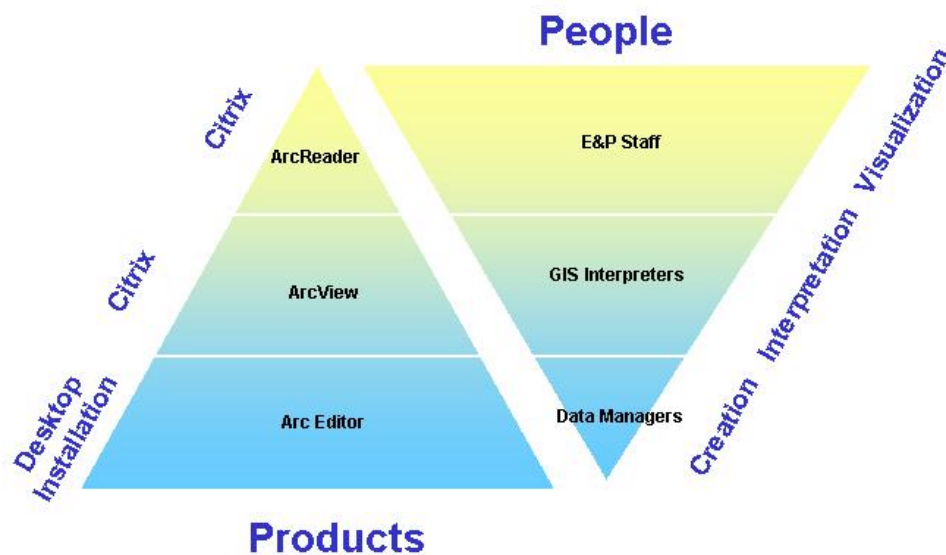 People
Citrix
ArcReader
E&P Staff
Visualization
Citrix
ArcView
GIS Interpreters
Interpretation
Desktop
Installation
Arc Editor
Data Managers
Creation
Products